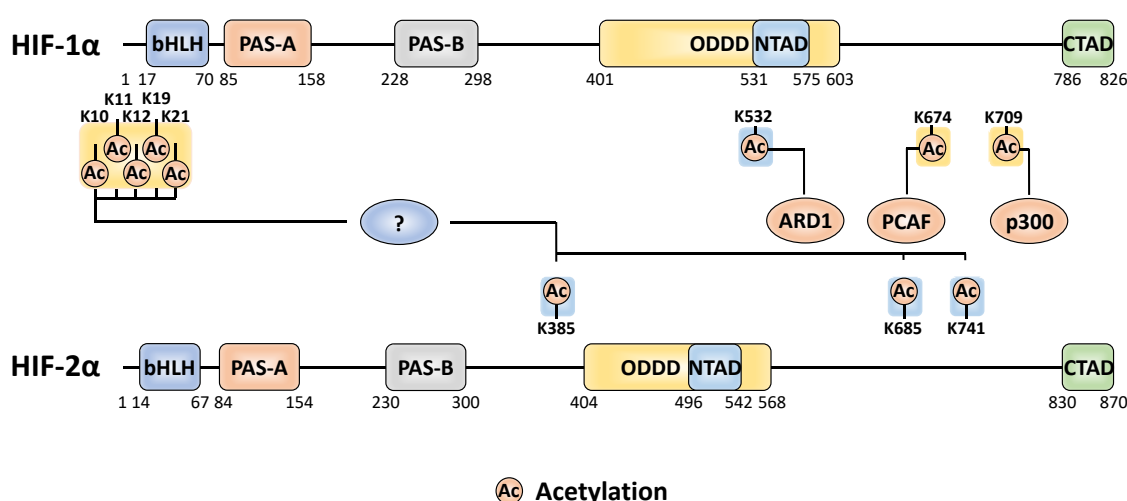 HIF-1α bHLH PAS-A PAS-B ODDD NTAD CTAD
1 17 70 85 158 228 298 401 531 575 603 786 826
K11 K19
K10 K12 K21 K532 K674 K709
Ac Ac Ac Ac Ac
Ac Ac Ac
? ARD1 PCAF p300
Ac Ac Ac
K385 K685 K741
HIF-2α bHLH PAS-A PAS-B ODDD NTAD CTAD
1 14 67 84 154 230 300 404 496 542 568 830 870
Ac Acetylation